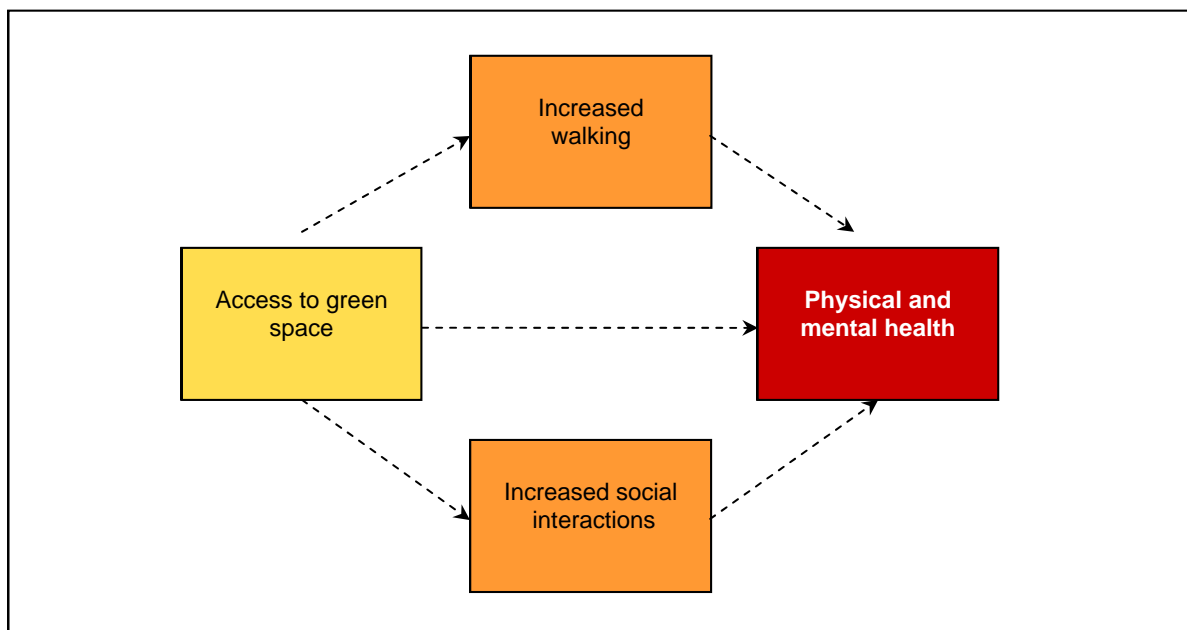 Increased
walking
Access to green
space
Physical and
mental health
Increased social
interactions